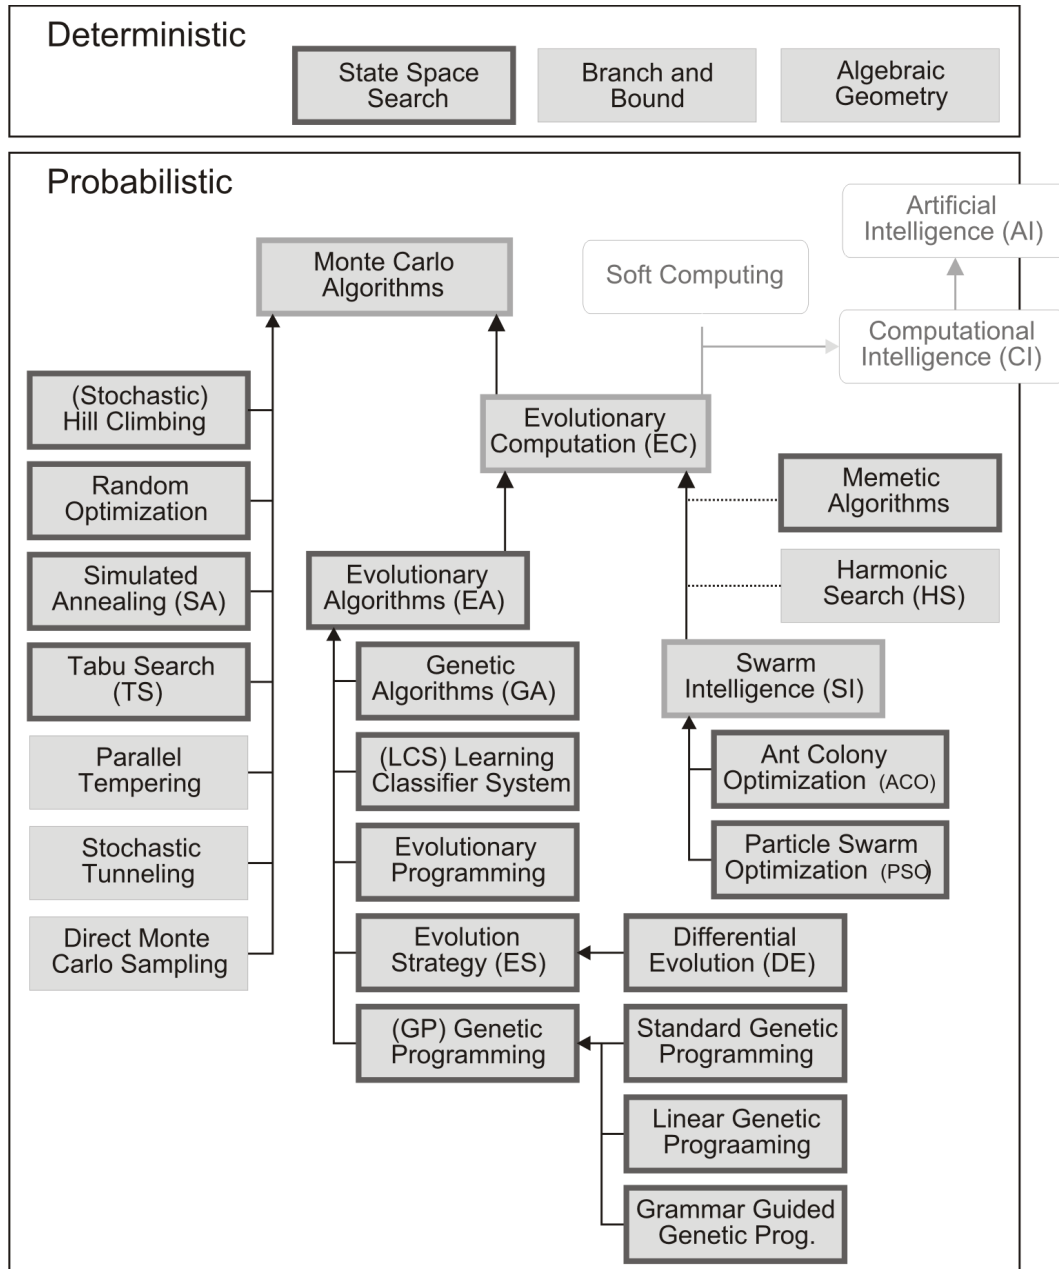 Deterministic
State Space
Search
Branch and
Bound
Algebraic
Geometry
Probabilistic
Artificial
Intelligence (AI)
Monte Carlo
Algorithms
Soft Computing
Computational
Intelligence (CI)
(Stochastic)
Hill Climbing
Evolutionary
Computation (EC)
Random
Optimization
Memetic
Algorithms
Simulated
Annealing (SA)
Evolutionary
Algorithms (EA)
Harmonic
Search (HS)
Tabu Search
(TS)
Genetic
Algorithms (GA)
Swarm
Intelligence (SI)
Parallel
Tempering
(LCS) Learning
Classifier System
Ant Colony
Optimization (ACO)
Stochastic
Tunneling
Evolutionary
Programming
Particle Swarm
Optimization (PSO)
Direct Monte
Carlo Sampling
Evolution
Strategy (ES)
Differential
Evolution (DE)
(GP) Genetic
Programming
Standard Genetic
Programming
Linear Genetic
Prograaming
Grammar Guided
Genetic Prog.